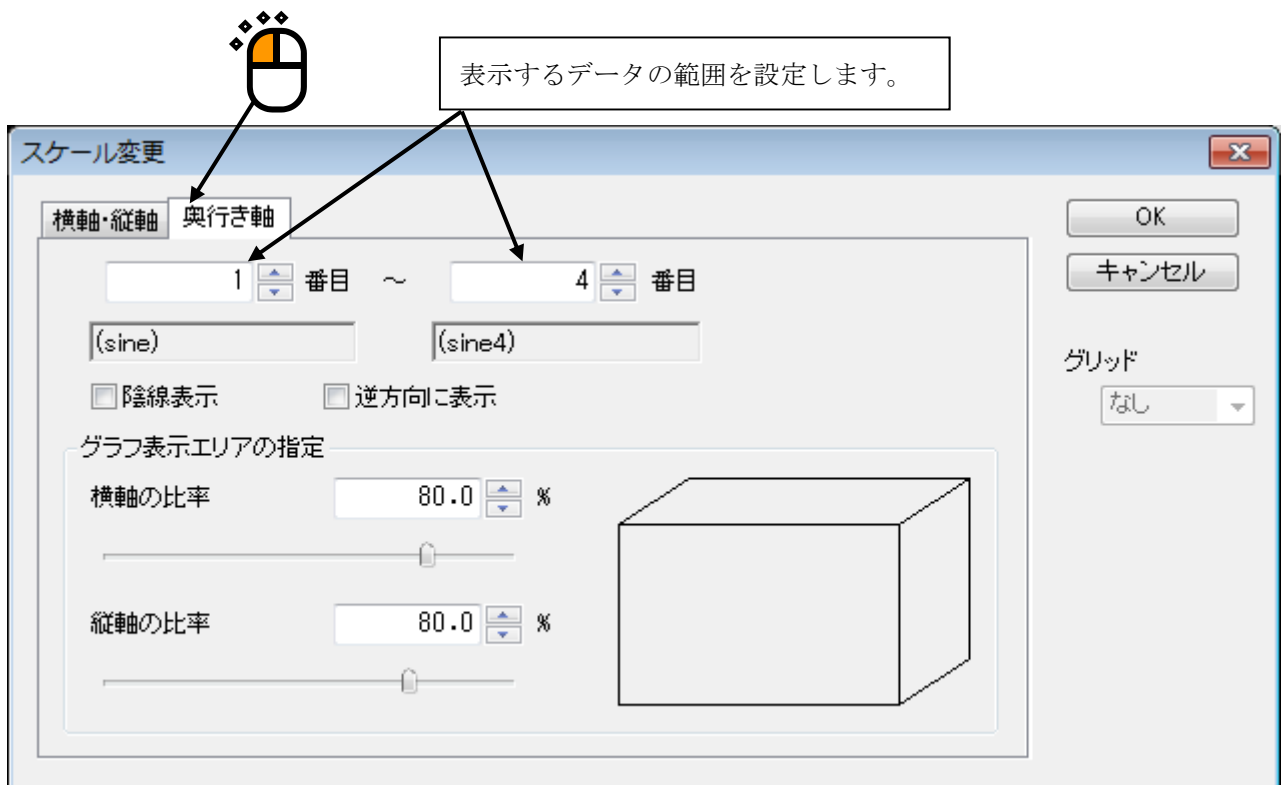 表示するデータの範囲を設定します。
スケール変更
横軸・縦軸 奥行き軸
OK
1 番目 ～ 4 番目
キャンセル
(sine) (sine4)
グリッド
陰線表示 逆方向に表示
なし
グラフ表示エリアの指定
横軸の比率 80.0 %
縦軸の比率 80.0 %